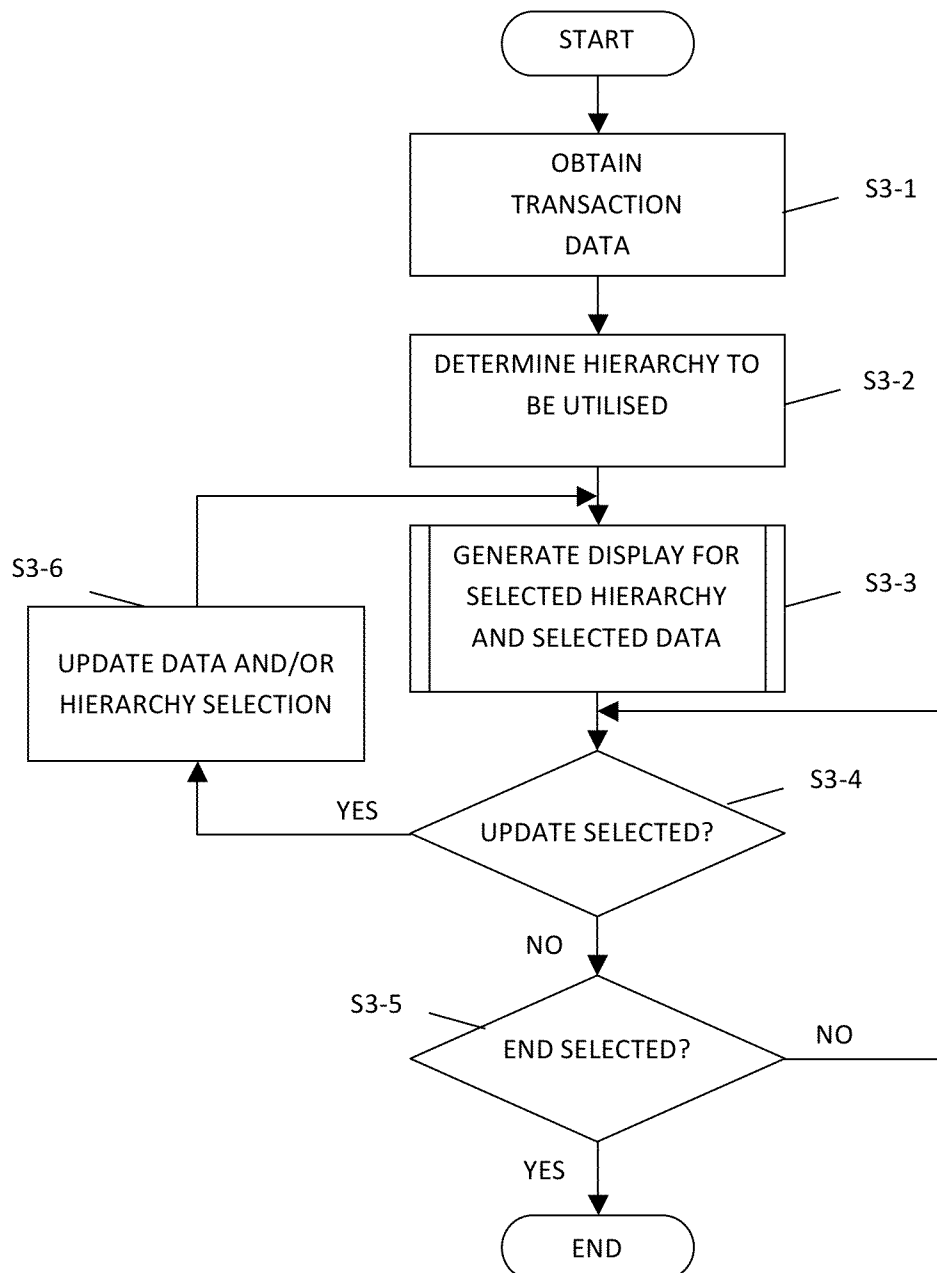 START
OBTAIN
TRANSACTION
DATA
S3-1
DETERMINE HIERARCHY TO
BE UTILISED
S3-2
GENERATE DISPLAY FOR
SELECTED HIERARCHY
AND SELECTED DATA
S3-3
S3-6
UPDATE DATA AND/OR
HIERARCHY SELECTION
S3-4
YES
UPDATE SELECTED?
NO
S3-5
END SELECTED?
NO
YES
END